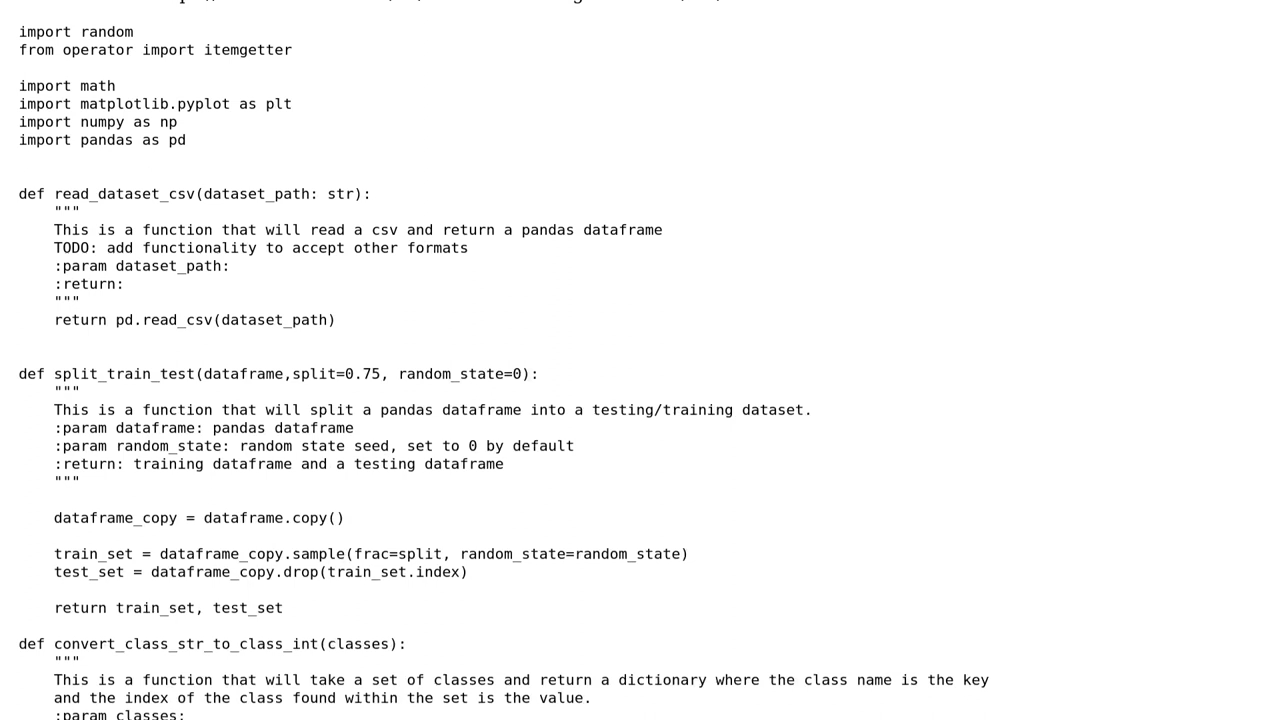 import random
from operator import itemgetter
import math
import matplotlib.pyplot as plt
import numpy as np
import pandas as pd
def read_dataset_csv(dataset_path: str):
    """
    This is a function that will read a csv and return a pandas dataframe
    TODO: add functionality to accept other formats
    :param dataset_path:
    :return:
    """
    return pd.read_csv(dataset_path)
def split_train_test(dataframe,split=0.75, random_state=0):
    """
    This is a function that will split a pandas dataframe into a testing/training dataset.
    :param dataframe: pandas dataframe
    :param random_state: random state seed, set to 0 by default
    :return: training dataframe and a testing dataframe
    """
    dataframe_copy = dataframe.copy()
    train_set = dataframe_copy.sample(frac=split, random_state=random_state)
    test_set = dataframe_copy.drop(train_set.index)
    return train_set, test_set
def convert_class_str_to_class_int(classes):
    """
    This is a function that will take a set of classes and return a dictionary where the class name is the key
    and the index of the class found within the set is the value.
    :param classes: